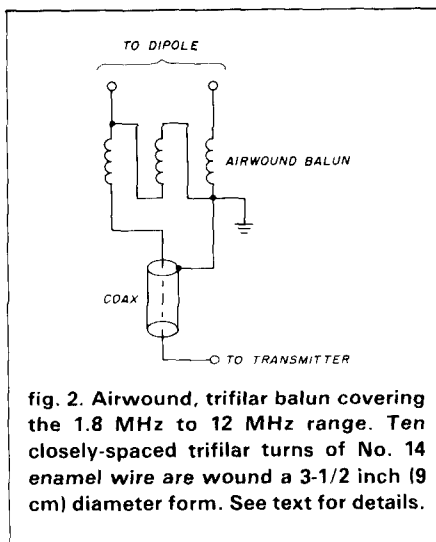 TO DIPOLE
AIRWOUND BALUN
COAX
TO TRANSMITTER
fig. 2. Airwound, trifilar balun covering
the 1.8 MHz to 12 MHz range. Ten
closely-spaced trifilar turns of No. 14
enamel wire are wound a 3-1/2 inch (9
cm) diameter form. See text for details.